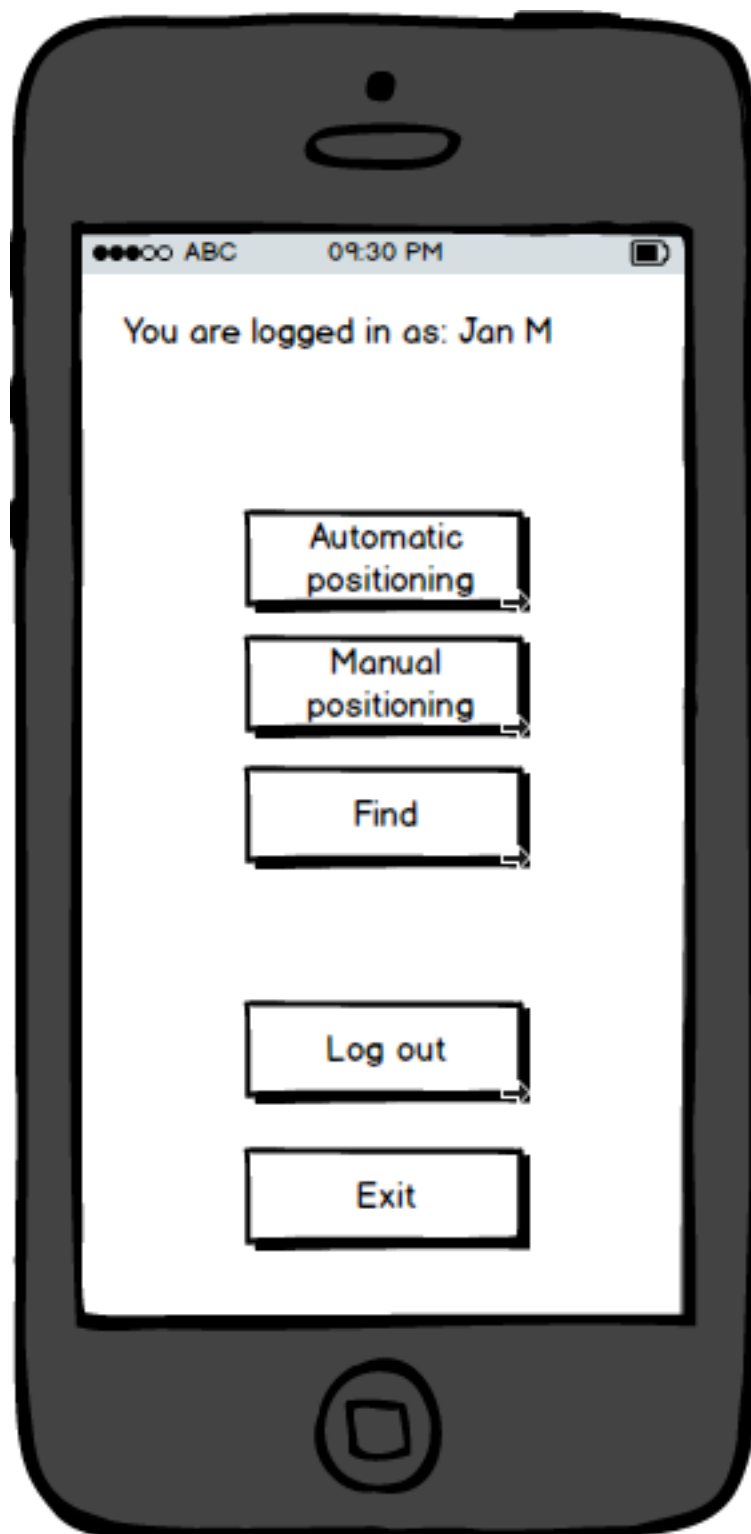 ABC 09:30 PM
You are logged in as: Jan M
Automatic
positioning
Manual
positioning
Find
Log out
Exit